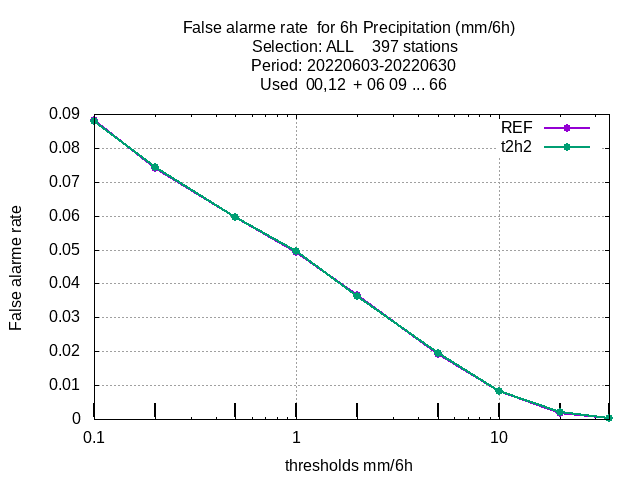 False alarme rate  for 6h Precipitation (mm/6h)
Selection: ALL    397 stations
Period: 20220603-20220630
Used  00,12  + 06 09 ... 66
REF
t2h2
0.09
0.08
0.07
0.06
0.05
0.04
0.03
0.02
0.01
0
False alarme rate
0.1
1
10
thresholds mm/6h